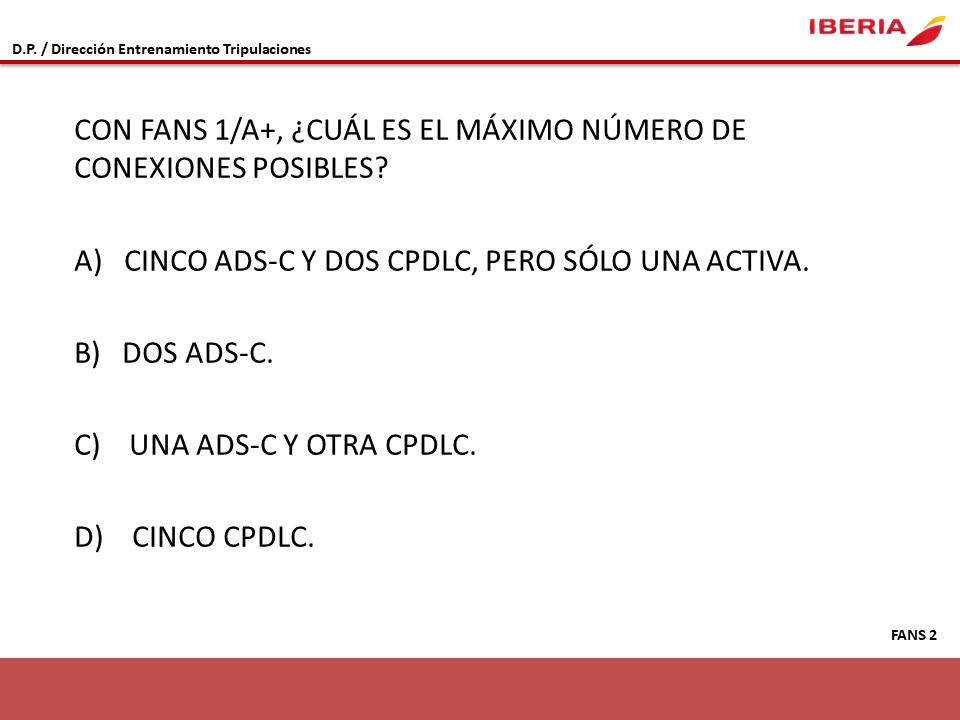 IBERIA
D.P. / Dirección Entrenamiento Tripulaciones
CON FANS 1/A+, ¿CUÁL ES EL MÁXIMO NÚMERO DE
CONEXIONES POSIBLES?
A) CINCO ADS-C Y DOS CPDLC, PERO SÓLO UNA ACTIVA.
B) DOS ADS-C.
C) UNA ADS-C Y OTRA CPDLC.
D) CINCO CPDLC.
FANS 2